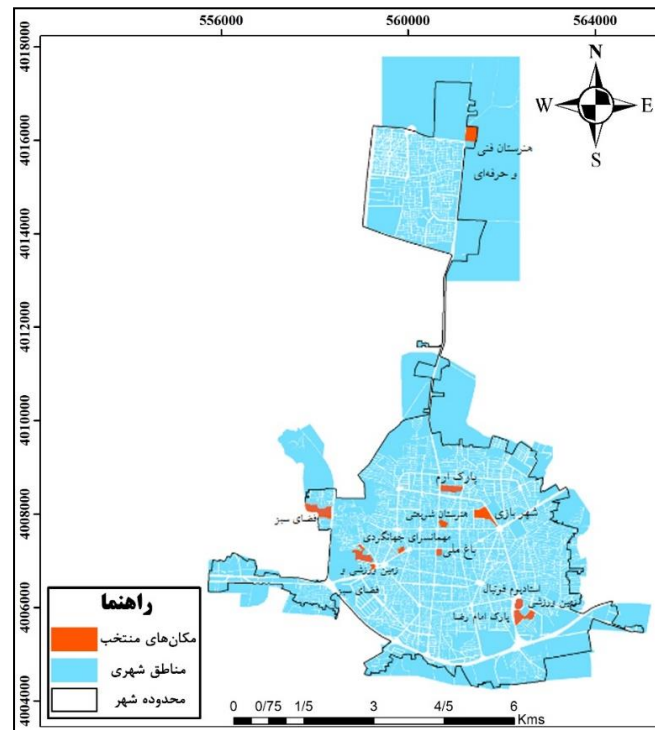 556000 560000 564000
4018000
4016000
4014000
4012000
4010000
4008000
4006000
4004000
N
W E
S
هنرستان فنی
و حرفه‌ای
پارک ارم
شهر بازی
هنرستان شریعتی
فضای سبز
مهمانسرای جهانگردی
باغ ملی
زمین ورزشی و
فضای سبز
استادیوم فوتبال
زمین ورزشی
پارک امام رضا
راهنما
مکان‌های منتخب
مناطق شهری
محدوده شهر
0 0/75 1/5 3 4/5 6
Kms